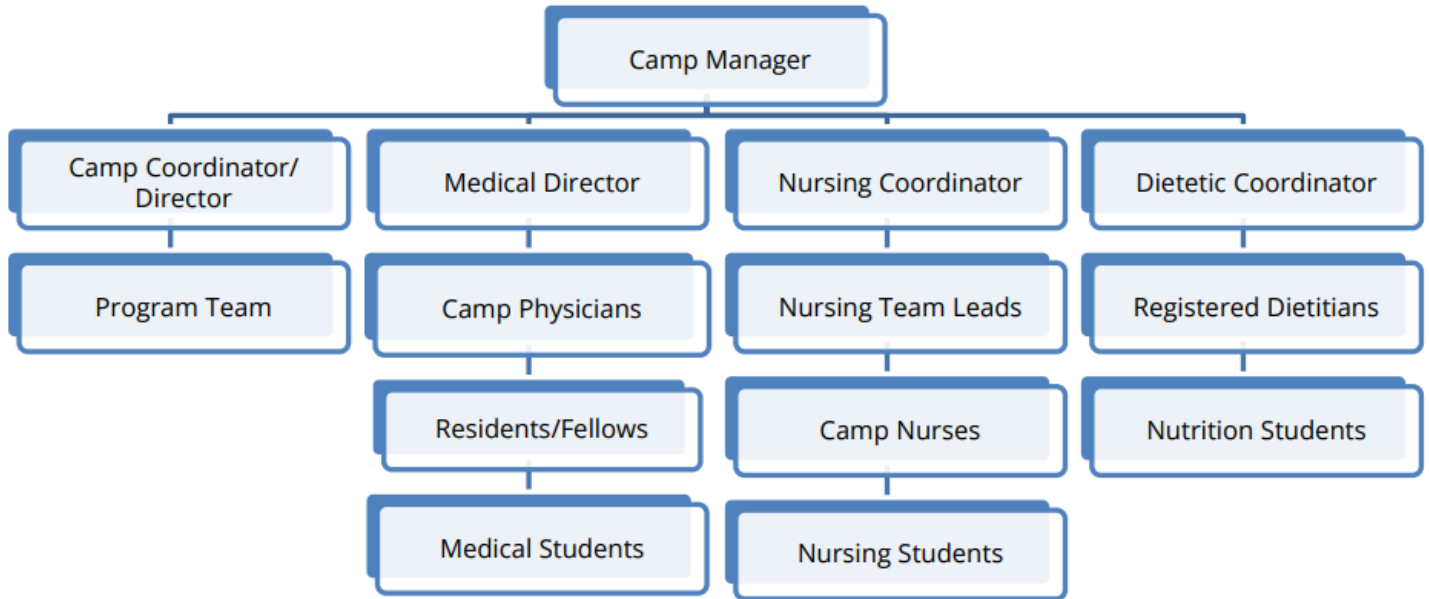 Camp Manager
Camp Coordinator/
Director
Medical Director
Nursing Coordinator
Dietetic Coordinator
Program Team
Camp Physicians
Nursing Team Leads
Registered Dietitians
Residents/Fellows
Camp Nurses
Nutrition Students
Medical Students
Nursing Students